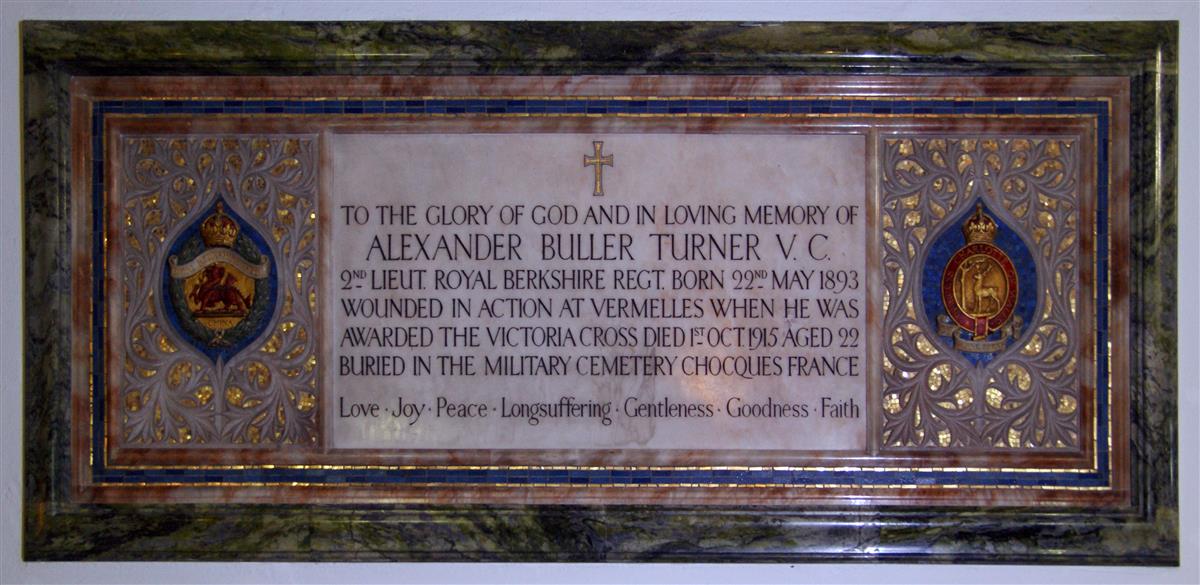 TO THE GLORY OF GOD AND IN LOVING MEMORY OF
ALEXANDER BULLER TURNER V. C.
2ND LIEUT. ROYAL BERKSHIRE REGT. BORN 22ND MAY 1893
WOUNDED IN ACTION AT VERMELLES WHEN HE WAS
AWARDED THE VICTORIA CROSS DIED 1ST OCT. 1915 AGED 22
BURIED IN THE MILITARY CEMETERY CHOCQUES FRANCE
Love · Joy · Peace · Longsuffering · Gentleness · Goodness · Faith
CHINA